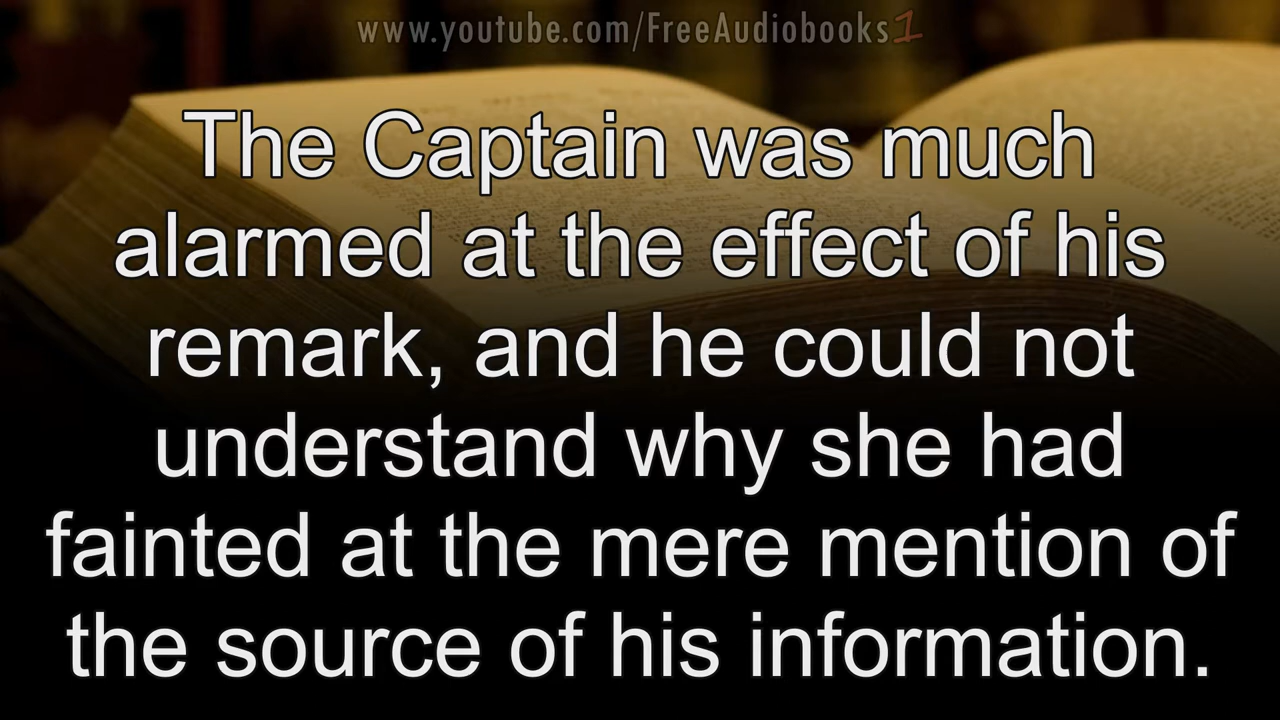 www.youtube.com/FreeAudiobooks1
The Captain was much
alarmed at the effect of his
remark, and he could not
understand why she had
fainted at the mere mention of
the source of his information.